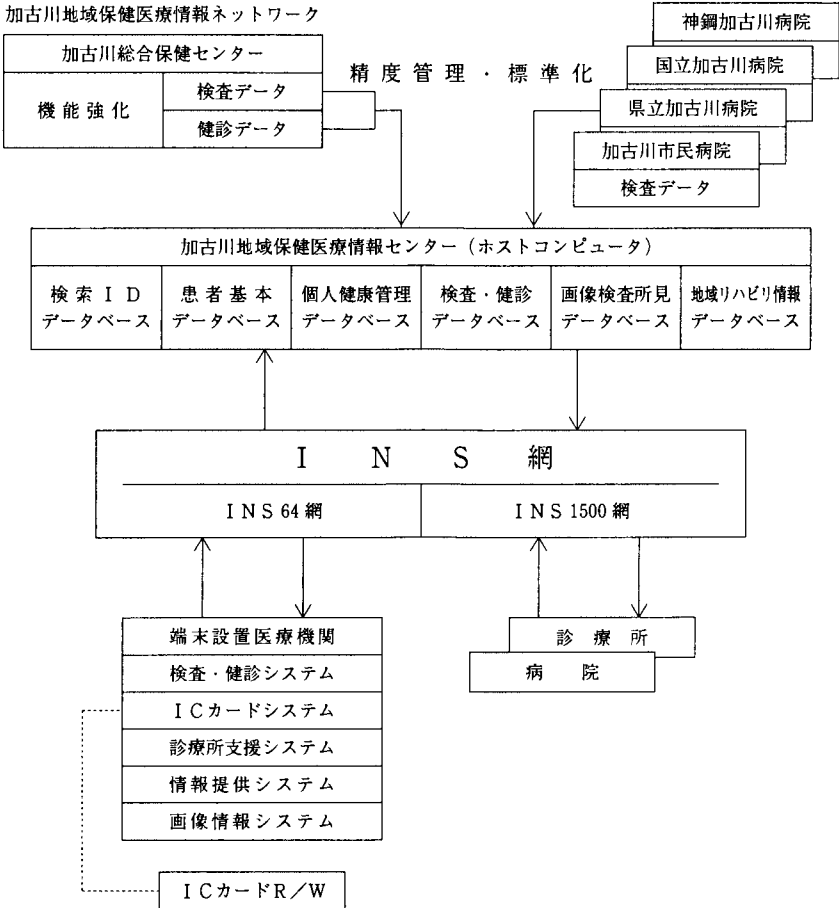 加古川地域保健医療情報ネットワーク
加古川総合保健センター
機能強化
検査データ
健診データ
精度管理・標準化
神鋼加古川病院
国立加古川病院
県立加古川病院
加古川市民病院
検査データ
加古川地域保健医療情報センター(ホストコンピュータ)
検索ID
データベース
患者基本
データベース
個人健康管理
データベース
検査・健診
データベース
画像検査所見
データベース
地域リハビリ情報
データベース
INS網
INS64網
INS1500網
端末設置医療機関
検査・健診システム
ICカードシステム
診療所支援システム
情報提供システム
画像情報システム
診療所
病院
ICカードR/W